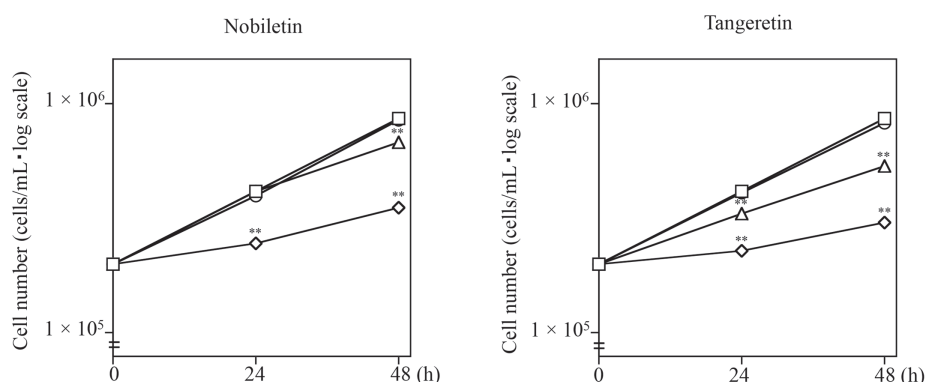 Nobiletin
Cell number (cells/mL・log scale)
1 × 10⁶
1 × 10⁵
**
**
**
0
24
48 (h)
Tangeretin
Cell number (cells/mL・log scale)
1 × 10⁶
1 × 10⁵
**
**
**
**
0
24
48 (h)